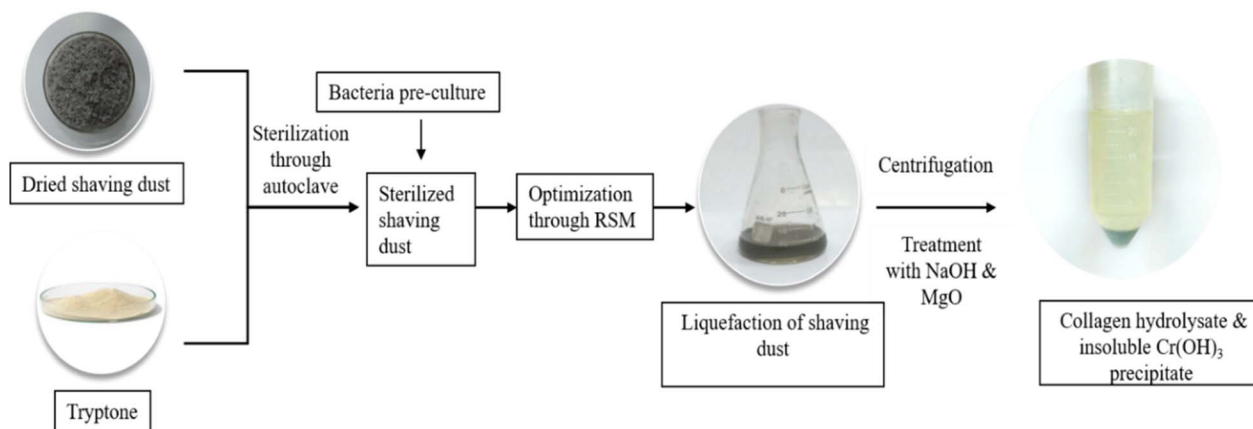 Dried shaving dust
Tryptone
Sterilization
through
autoclave
Bacteria pre-culture
Sterilized
shaving
dust
Optimization
through RSM
Liquefaction of shaving
dust
Centrifugation
Treatment
with NaOH &
MgO
Collagen hydrolysate &
insoluble Cr(OH)₃
precipitate